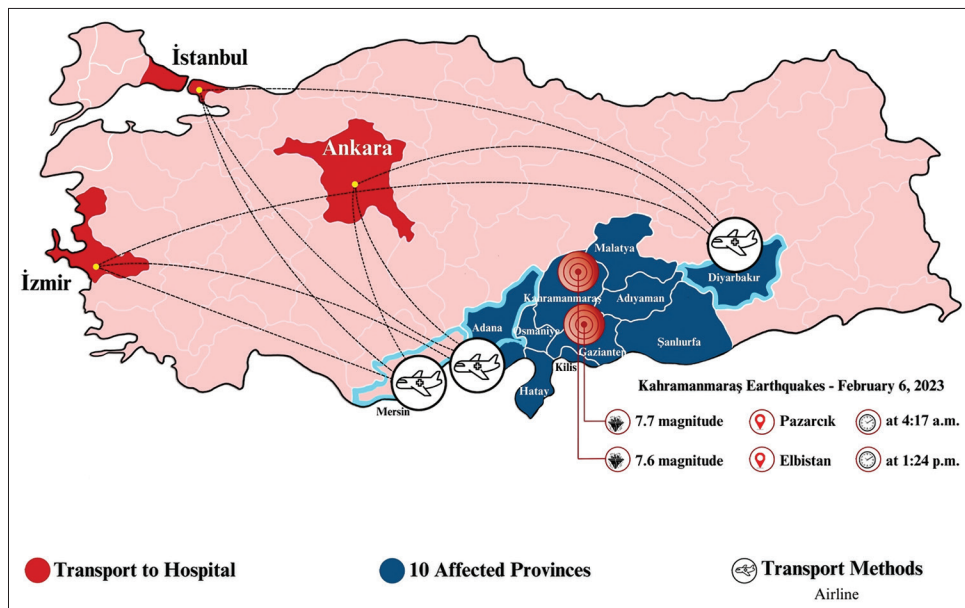 İstanbul
Ankara
İzmir
Malatya
Diyarbakır
Kahramanmaraş
Adıyaman
Adana
Osmaniye
Şanlıurfa
Gaziantep
Kilis
Hatay
Mersin
Kahramanmaraş Earthquakes - February 6, 2023
7.7 magnitude Pazarcık at 4:17 a.m.
7.6 magnitude Elbistan at 1:24 p.m.
Transport to Hospital
10 Affected Provinces
Transport Methods
Airline